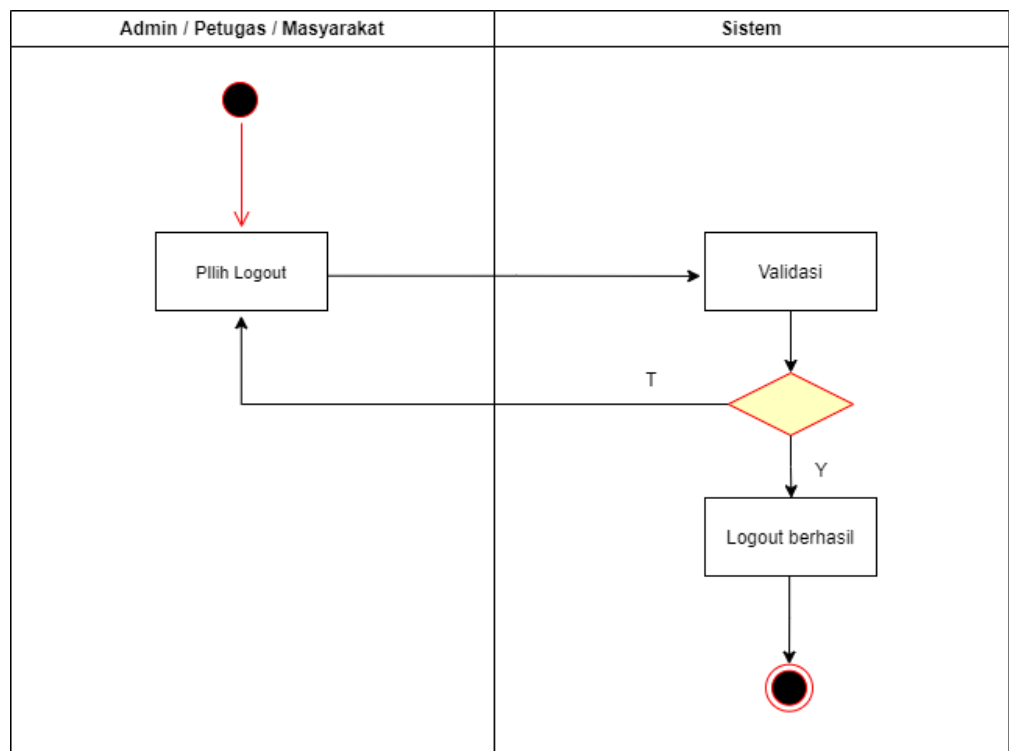 Admin / Petugas / Masyarakat
Sistem
PIlih Logout
Validasi
T
Y
Logout berhasil